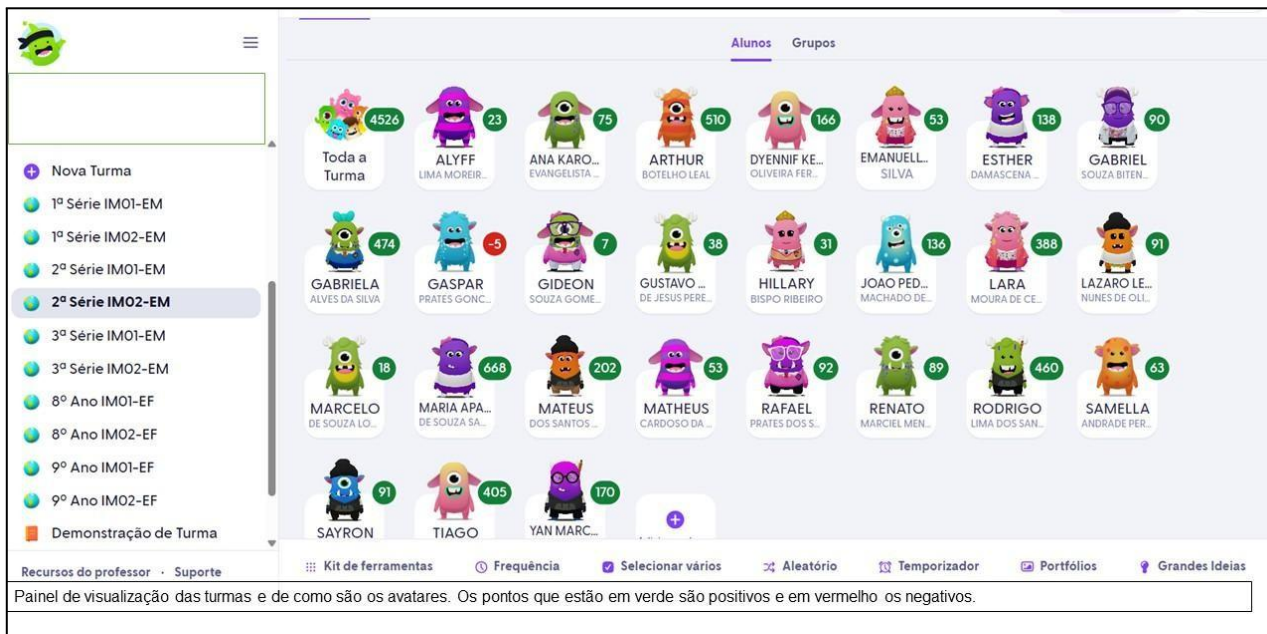 Alunos Grupos
Nova Turma
1ª Série IM01-EM
1ª Série IM02-EM
2ª Série IM01-EM
2ª Série IM02-EM
3ª Série IM01-EM
3ª Série IM02-EM
8º Ano IM01-EF
8º Ano IM02-EF
9º Ano IM01-EF
9º Ano IM02-EF
Demonstração de Turma
Recursos do professor · Suporte
4526 23 75 510 166 53 138 90
Toda a Turma ALYFF ANA KARO... ARTHUR DYENNIF KE... EMANUELL... ESTHER GABRIEL
LIMA MOREIR... EVANGELISTA ... BOTELHO LEAL OLIVEIRA FER... SILVA DAMASCENA ... SOUZA BITEN...
474 -5 7 38 31 136 388 91
GABRIELA GASPAR GIDEON GUSTAVO ... HILLARY JOAO PED... LARA LAZARO LE...
ALVES DA SILVA PRATES GONC... SOUZA GOME... DE JESUS PERE... BISPO RIBEIRO MACHADO DE... MOURA DE CE... NUNES DE OLI...
18 668 202 53 92 89 460 63
MARCELO MARIA APA... MATEUS MATHEUS RAFAEL RENATO RODRIGO SAMELLA
DE SOUZA LO... DE SOUZA SA... DOS SANTOS ... CARDOSO DA ... PRATES DOS S... MARCIEL MEN... LIMA DOS SAN... ANDRADE PER...
91 405 170
SAYRON TIAGO YAN MARC...
Kit de ferramentas Frequência Selecionar vários Aleatório Temporizador Portfólios Grandes Ideias
Painel de visualização das turmas e de como são os avatares. Os pontos que estão em verde são positivos e em vermelho os negativos.